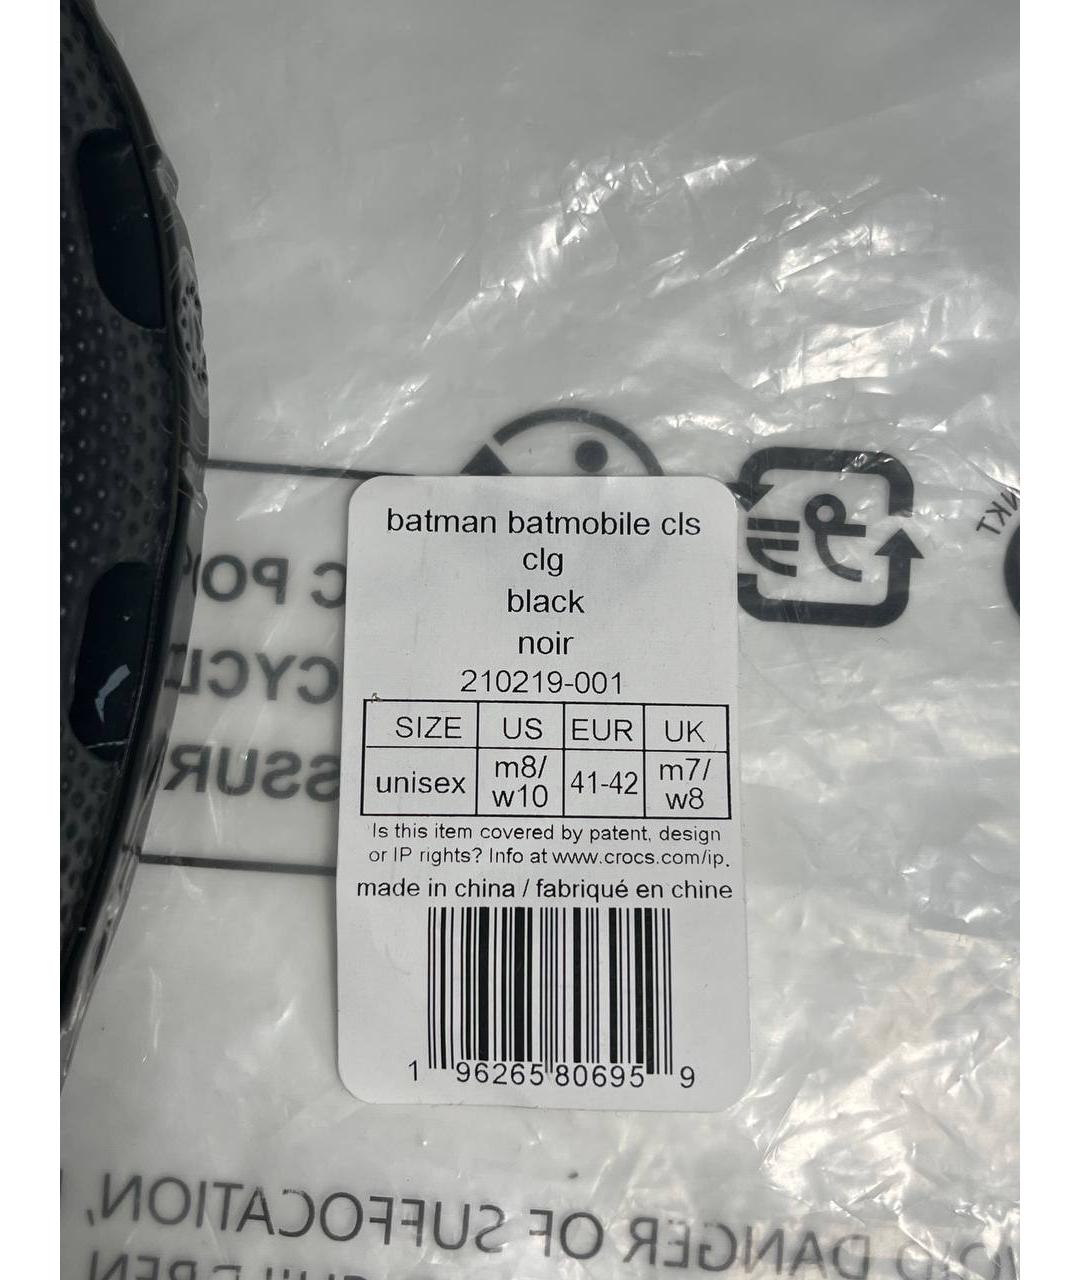 batman batmobile cls
clg
black
noir
210219-001
SIZE US EUR UK
unisex m8/ w10 41-42 m7/ w8
Is this item covered by patent, design
or IP rights? Info at www.crocs.com/ip.
made in china / fabriqué en chine
1 96265 80695 9
DANGER OF SUFFOCATION,